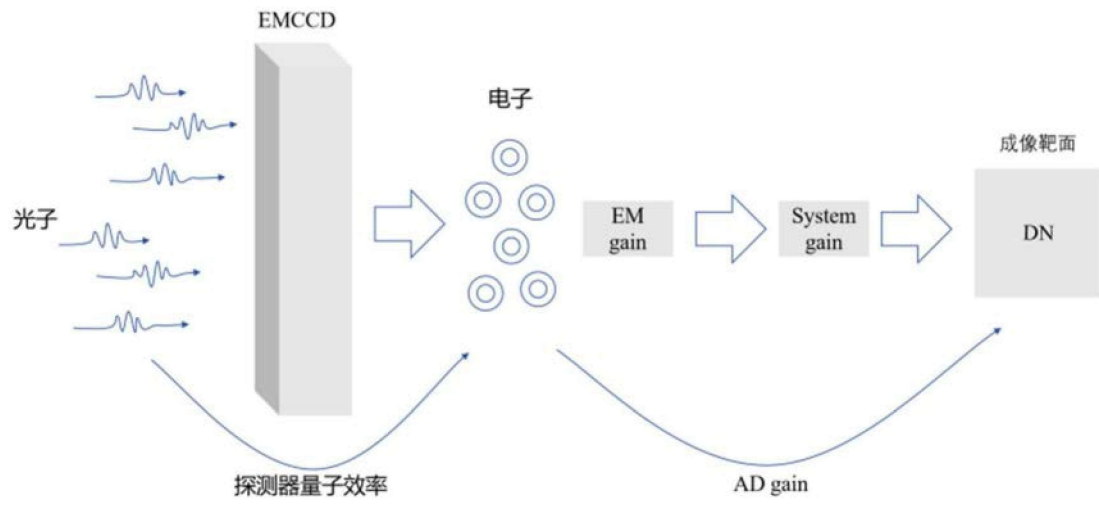 EMCCD
电子
成像靶面
光子
EM
gain
System
gain
DN
探测器量子效率
AD gain